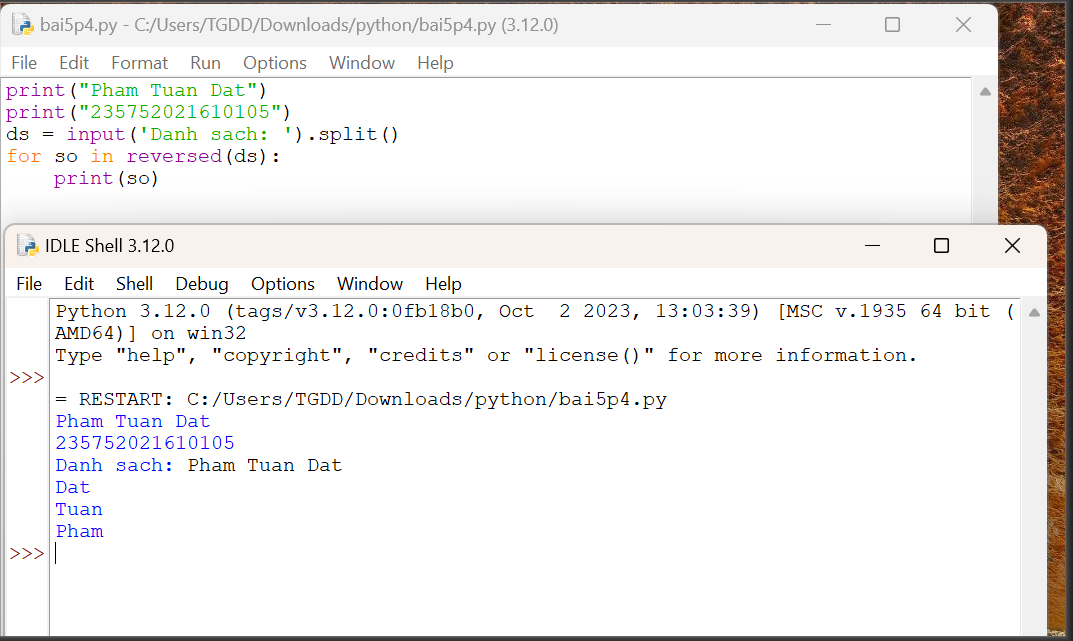 bai5p4.py - C:/Users/TGDD/Downloads/python/bai5p4.py (3.12.0)
File Edit Format Run Options Window Help
print("Pham Tuan Dat")
print("235752021610105")
ds = input('Danh sach: ').split()
for so in reversed(ds):
    print(so)
IDLE Shell 3.12.0
File Edit Shell Debug Options Window Help
Python 3.12.0 (tags/v3.12.0:0fb18b0, Oct  2 2023, 13:03:39) [MSC v.1935 64 bit (
AMD64)] on win32
Type "help", "copyright", "credits" or "license()" for more information.
>>>
= RESTART: C:/Users/TGDD/Downloads/python/bai5p4.py
Pham Tuan Dat
235752021610105
Danh sach: Pham Tuan Dat
Dat
Tuan
Pham
>>>